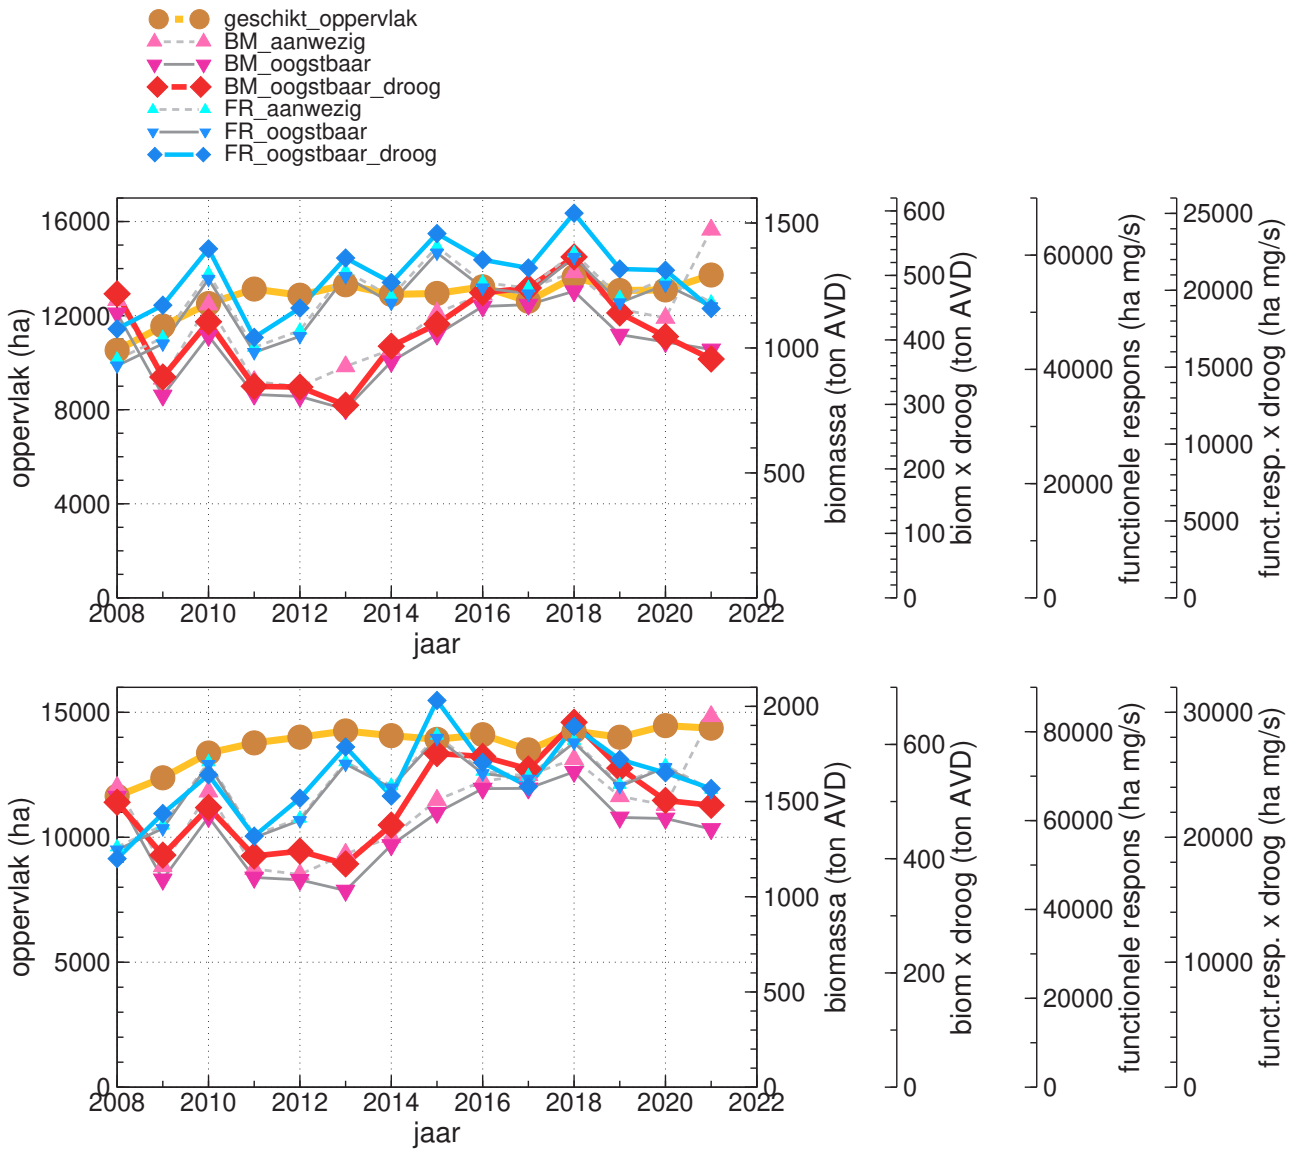 geschikt_oppervlak
BM_aanwezig
BM_oogstbaar
BM_oogstbaar_droog
FR_aanwezig
FR_oogstbaar
FR_oogstbaar_droog
16000
12000
8000
4000
0
oppervlak (ha)
2008 2010 2012 2014 2016 2018 2020 2022
jaar
1500
1000
500
0
biomassa (ton AVD)
600
500
400
300
200
100
0
biom x droog (ton AVD)
60000
40000
20000
0
functionele respons (ha mg/s)
25000
20000
15000
10000
5000
0
funct.resp. x droog (ha mg/s)
15000
10000
5000
0
oppervlak (ha)
2008 2010 2012 2014 2016 2018 2020 2022
jaar
2000
1500
1000
500
0
biomassa (ton AVD)
600
400
200
0
biom x droog (ton AVD)
80000
60000
40000
20000
0
functionele respons (ha mg/s)
30000
20000
10000
0
funct.resp. x droog (ha mg/s)